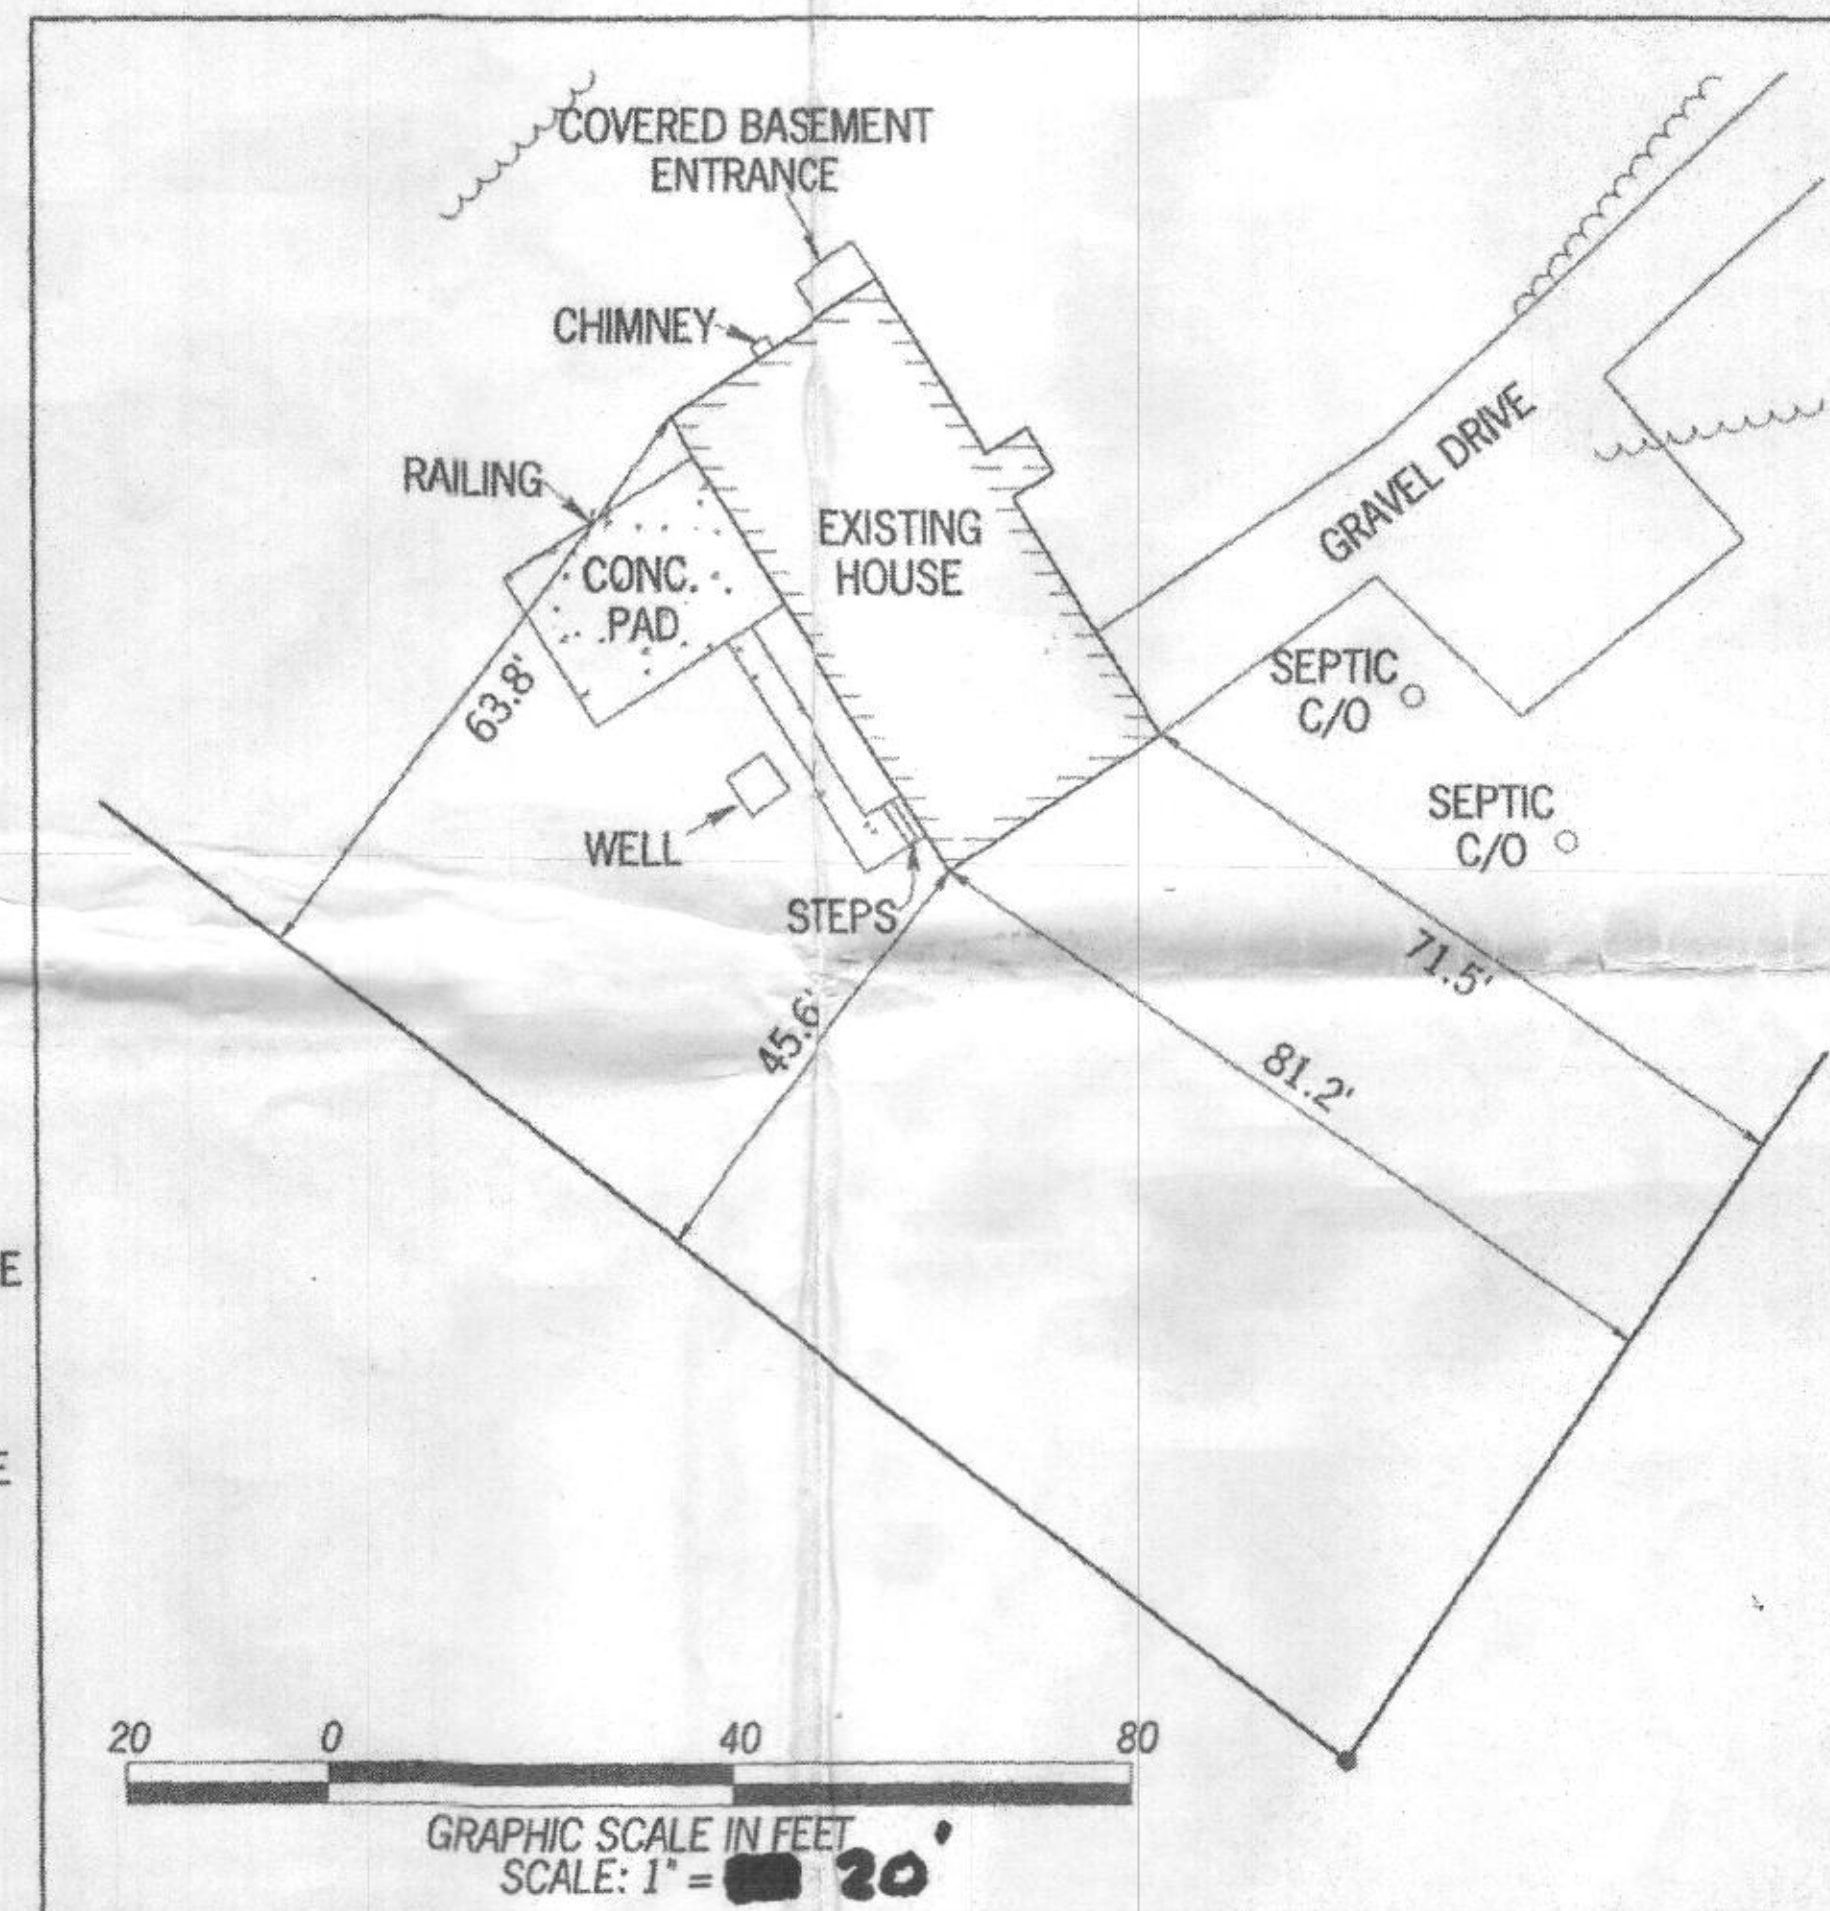 COVERED BASEMENT
ENTRANCE
CHIMNEY
RAILING
CONC.
PAD
EXISTING
HOUSE
GRAVEL DRIVE
SEPTIC
C/O
SEPTIC
C/O
63.8'
WELL
STEPS
45.6'
71.5'
81.2'
E
E
20 0 40 80
GRAPHIC SCALE IN FEET
SCALE: 1" = 20'